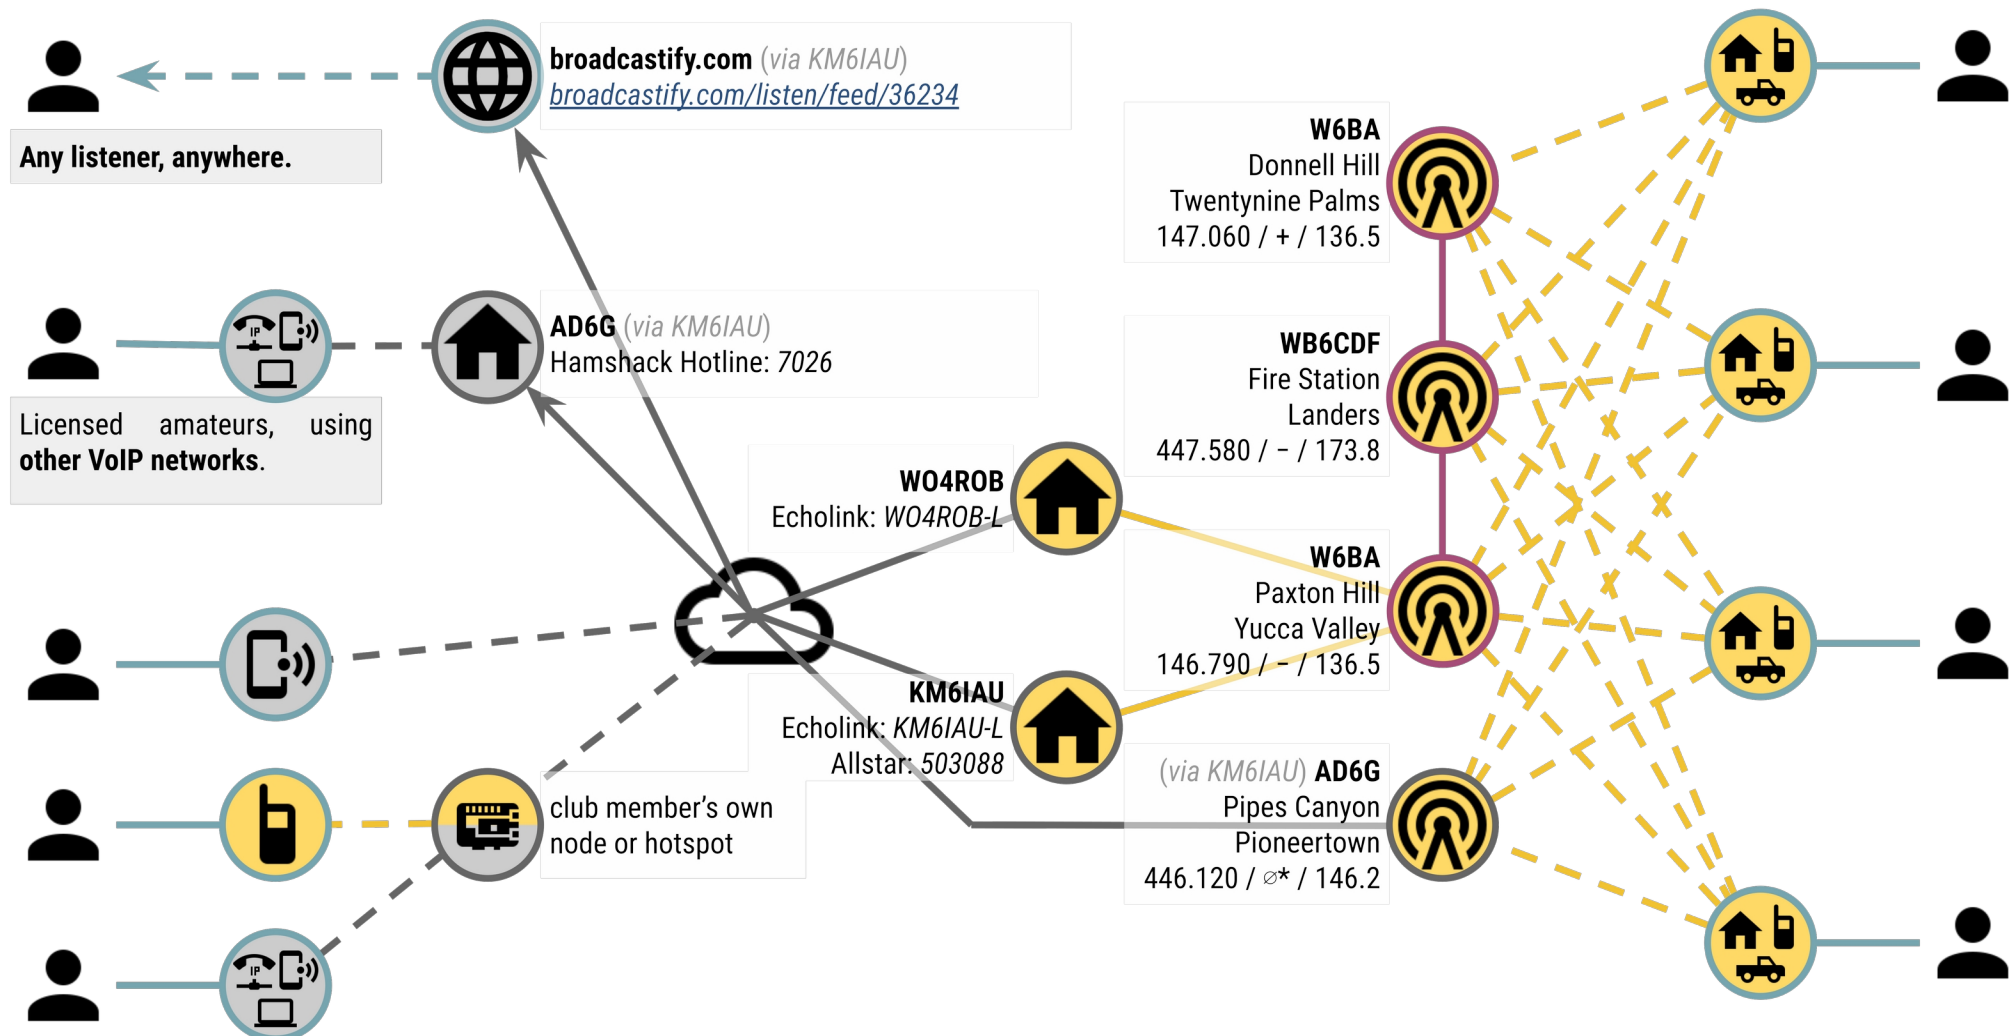 broadcastify.com (via KM6IAU)
broadcastify.com/listen/feed/36234
Any listener, anywhere.
W6BA
Donnell Hill
Twentynine Palms
147.060 / + / 136.5
AD6G (via KM6IAU)
Hamshack Hotline: 7026
IP
Licensed amateurs, using
other VoIP networks.
WB6CDF
Fire Station
Landers
447.580 / − / 173.8
WO4ROB
Echolink: WO4ROB-L
W6BA
Paxton Hill
Yucca Valley
146.790 / − / 136.5
KM6IAU
Echolink: KM6IAU-L
Allstar: 503088
(via KM6IAU) AD6G
Pipes Canyon
Pioneertown
446.120 / ∅* / 146.2
club member’s own
node or hotspot
IP